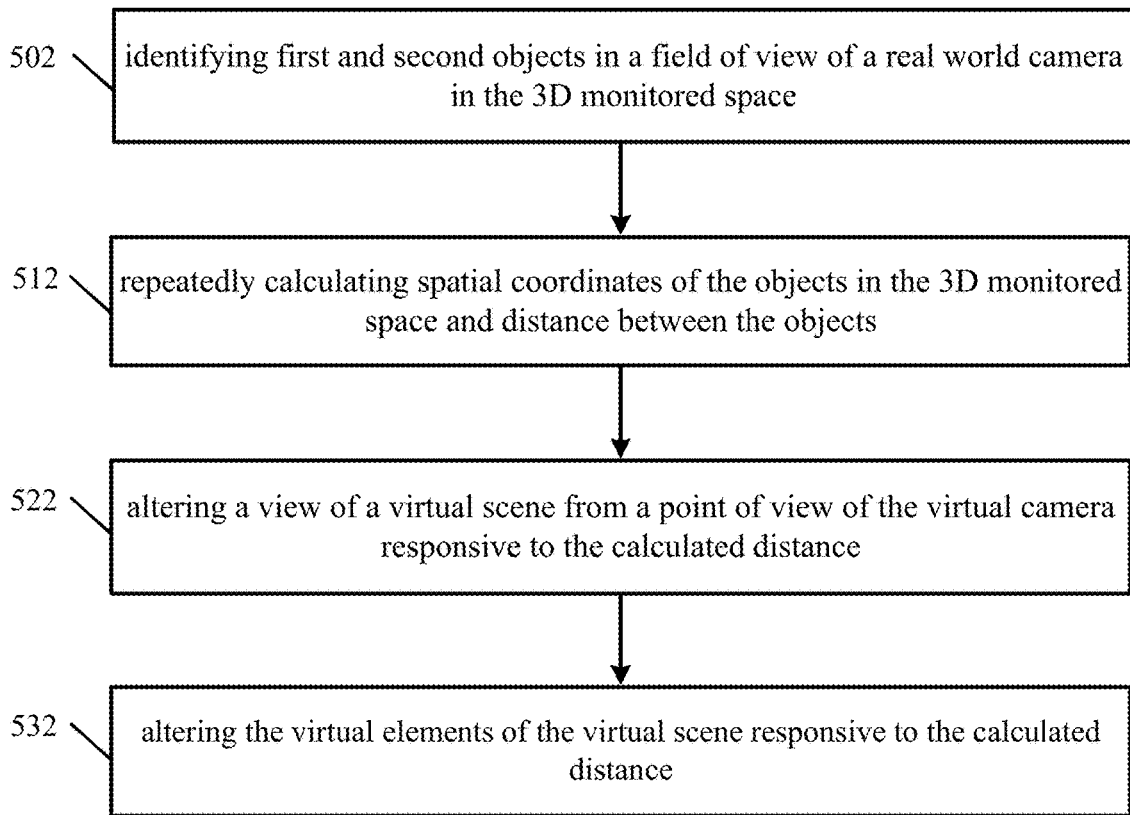 502
identifying first and second objects in a field of view of a real world camera
in the 3D monitored space
512
repeatedly calculating spatial coordinates of the objects in the 3D monitored
space and distance between the objects
522
altering a view of a virtual scene from a point of view of the virtual camera
responsive to the calculated distance
532
altering the virtual elements of the virtual scene responsive to the calculated
distance